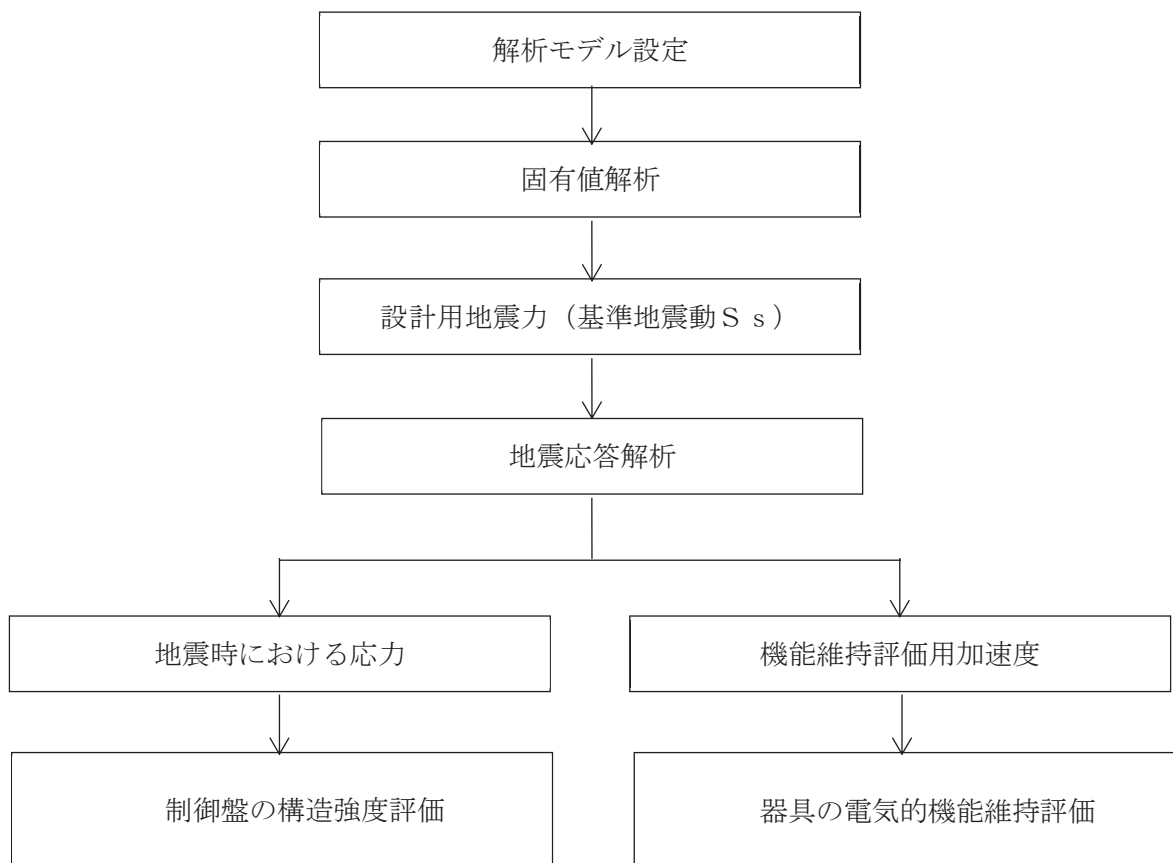 解析モデル設定
固有値解析
設計用地震力（基準地震動Ｓｓ）
地震応答解析
地震時における応力
機能維持評価用加速度
制御盤の構造強度評価
器具の電気的機能維持評価